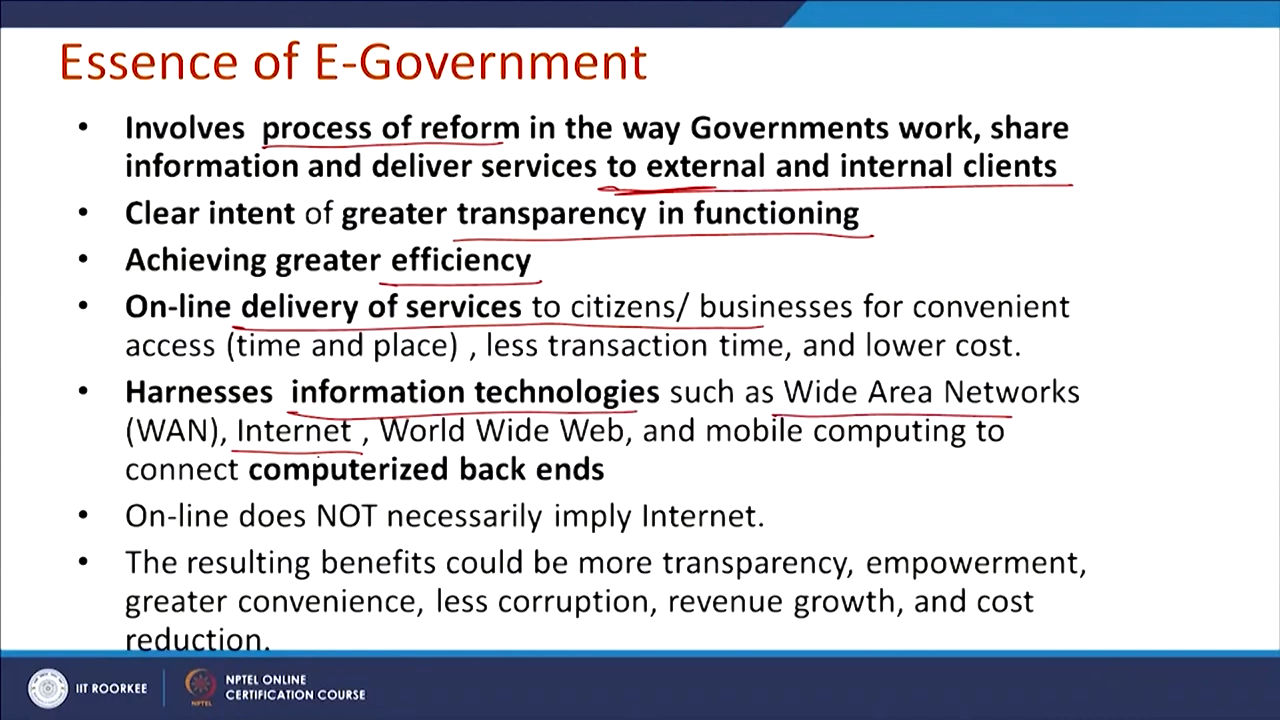 Essence of E-Government
• Involves process of reform in the way Governments work, share
information and deliver services to external and internal clients
• Clear intent of greater transparency in functioning
• Achieving greater efficiency
• On-line delivery of services to citizens/ businesses for convenient
access (time and place) , less transaction time, and lower cost.
• Harnesses information technologies such as Wide Area Networks
(WAN), Internet , World Wide Web, and mobile computing to
connect computerized back ends
• On-line does NOT necessarily imply Internet.
• The resulting benefits could be more transparency, empowerment,
greater convenience, less corruption, revenue growth, and cost
reduction.
IIT ROORKEE
NPTEL
NPTEL ONLINE
CERTIFICATION COURSE